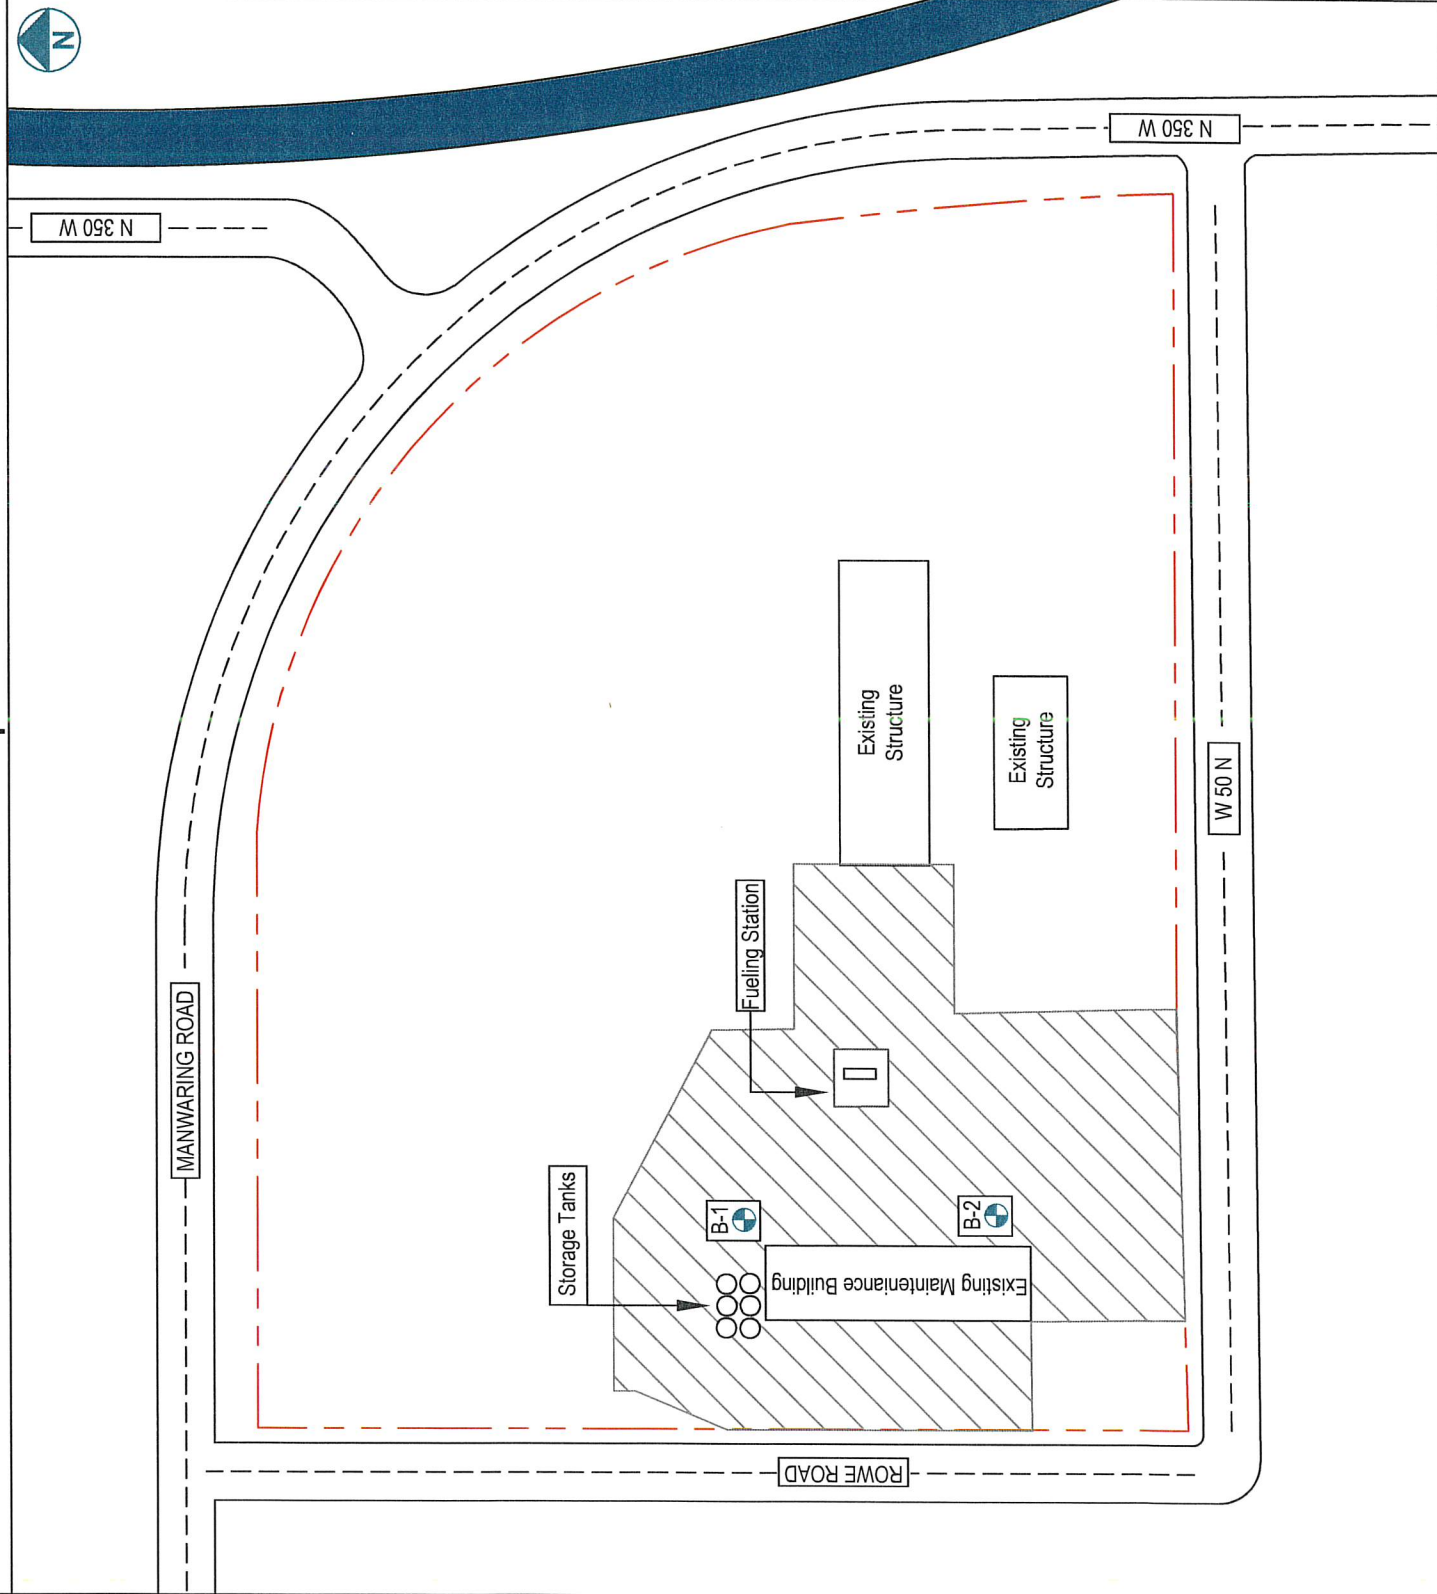 N
N 350 W
N 350 W
MANWARING ROAD
Existing
Structure
Existing
Structure
W 50 N
Fueling Station
Storage Tanks
B-1
B-2
Existing Mainteniance Building
ROWE ROAD